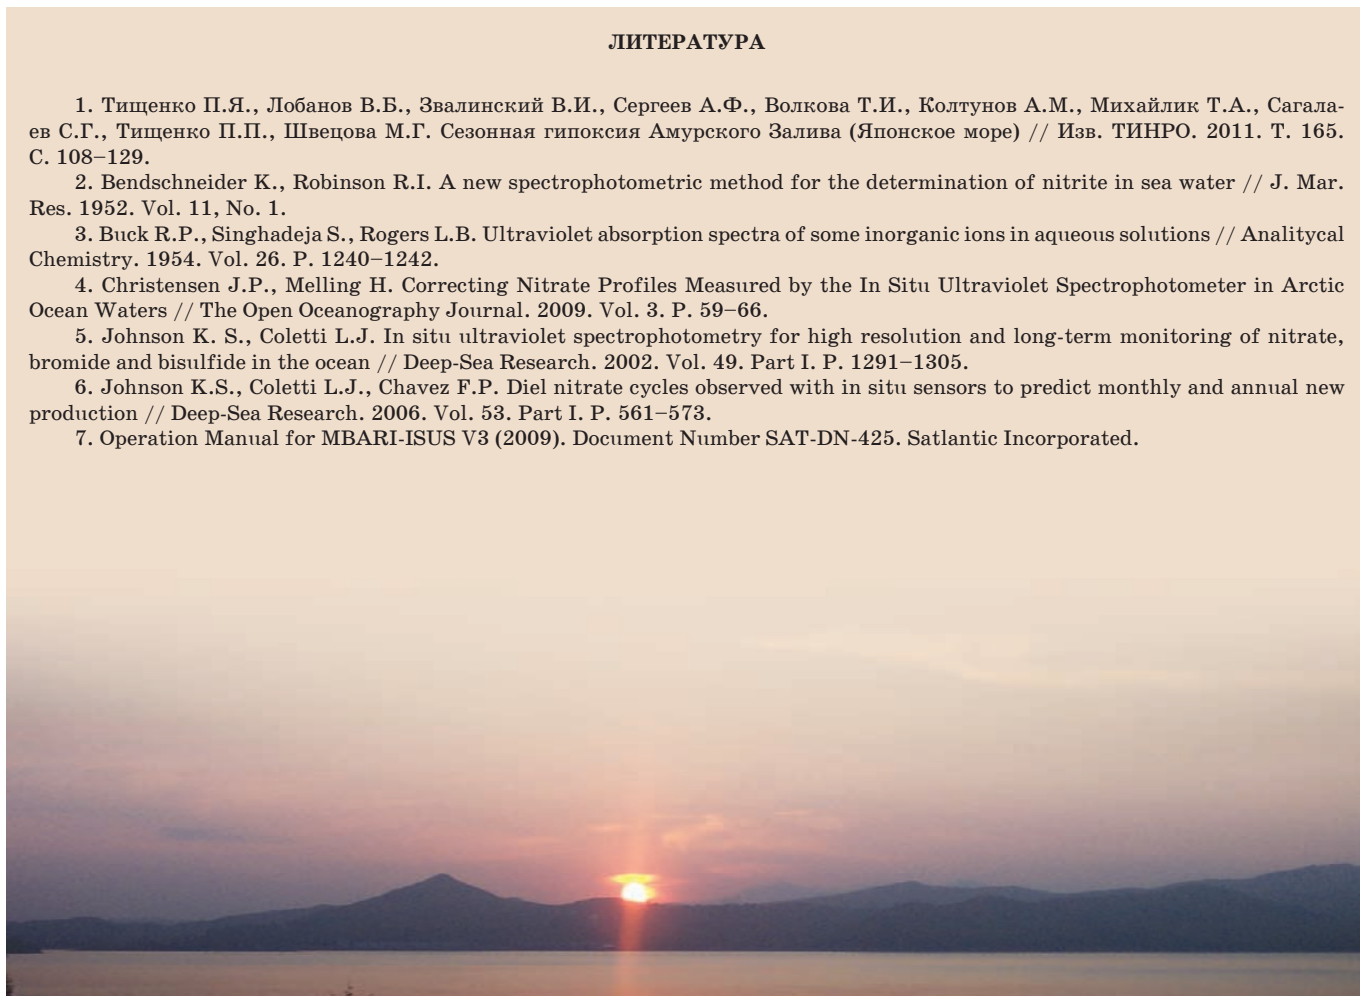 ЛИТЕРАТУРА
1. Тищенко П.Я., Лобанов В.Б., Звалинский В.И., Сергеев А.Ф., Волкова Т.И., Колтунов А.М., Михайлик Т.А., Сагала-
ев С.Г., Тищенко П.П., Швецова М.Г. Сезонная гипоксия Амурского Залива (Японское море) // Изв. ТИНРО. 2011. Т. 165.
С. 108–129.
2. Bendschneider K., Robinson R.I. A new spectrophotometric method for the determination of nitrite in sea water // J. Mar.
Res. 1952. Vol. 11, No. 1.
3. Buck R.P., Singhadeja S., Rogers L.B. Ultraviolet absorption spectra of some inorganic ions in aqueous solutions // Analitycal
Chemistry. 1954. Vol. 26. P. 1240–1242.
4. Christensen J.P., Melling H. Correcting Nitrate Profiles Measured by the In Situ Ultraviolet Spectrophotometer in Arctic
Ocean Waters // The Open Oceanography Journal. 2009. Vol. 3. P. 59–66.
5. Johnson K. S., Coletti L.J. In situ ultraviolet spectrophotometry for high resolution and long-term monitoring of nitrate,
bromide and bisulfide in the ocean // Deep-Sea Research. 2002. Vol. 49. Part I. P. 1291–1305.
6. Johnson K.S., Coletti L.J., Chavez F.P. Diel nitrate cycles observed with in situ sensors to predict monthly and annual new
production // Deep-Sea Research. 2006. Vol. 53. Part I. P. 561–573.
7. Operation Manual for MBARI-ISUS V3 (2009). Document Number SAT-DN-425. Satlantic Incorporated.